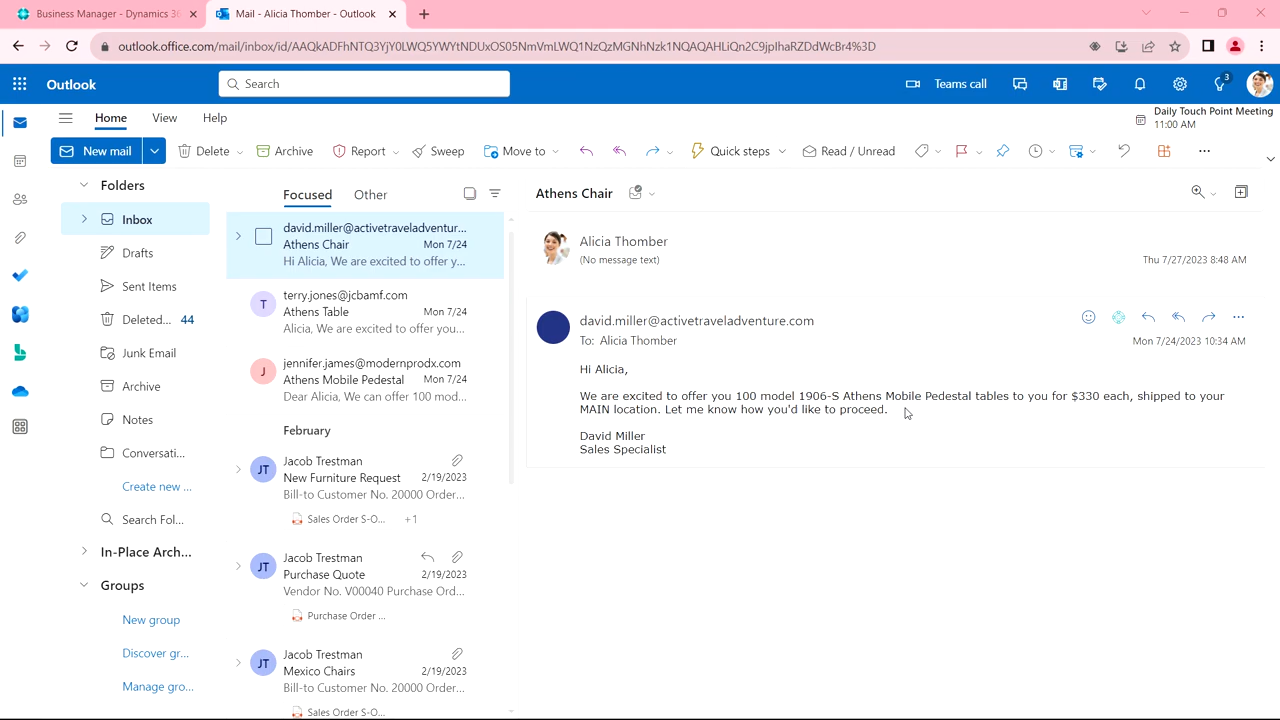 Business Manager - Dynamics 36
Mail - Alicia Thomber - Outlook
outlook.office.com/mail/inbox/id/
Outlook
Search
Teams call
3
Home
View
Help
Daily Touch Point Meeting
11:00 AM
New mail
Delete
Archive
Report
Sweep
Move to
Quick steps
Read / Unread
Folders
Inbox
Drafts
Sent Items
Deleted... 44
Junk Email
Archive
Notes
Conversati...
Create new ...
Search Fol...
In-Place Arch...
Groups
New group
Discover gr...
Manage gro...
Focused
Other
david.miller@activetraveladventur...
Athens Chair
Mon 7/24
Hi Alicia, We are excited to offer y...
T
terry.jones@jcbamf.com
Athens Table
Mon 7/24
Alicia, We are excited to offer you...
J
jennifer.james@modernprodx.com
Athens Mobile Pedestal
Mon 7/24
Dear Alicia, We can offer 100 mod...
February
JT
Jacob Trestman
New Furniture Request
2/19/2023
Bill-to Customer No. 20000 Order...
Sales Order S-O...
+1
JT
Jacob Trestman
Purchase Quote
2/19/2023
Vendor No. V00040 Purchase Ord...
Purchase Order ...
JT
Jacob Trestman
Mexico Chairs
2/19/2023
Bill-to Customer No. 20000 Order...
Sales Order S-O...
Athens Chair
Alicia Thomber
(No message text)
Thu 7/27/2023 8:48 AM
david.miller@activetraveladventure.com
To: Alicia Thomber
Mon 7/24/2023 10:34 AM
Hi Alicia,
We are excited to offer you 100 model 1906-S Athens Mobile Pedestal tables to you for $330 each, shipped to your
MAIN location. Let me know how you'd like to proceed.
David Miller
Sales Specialist